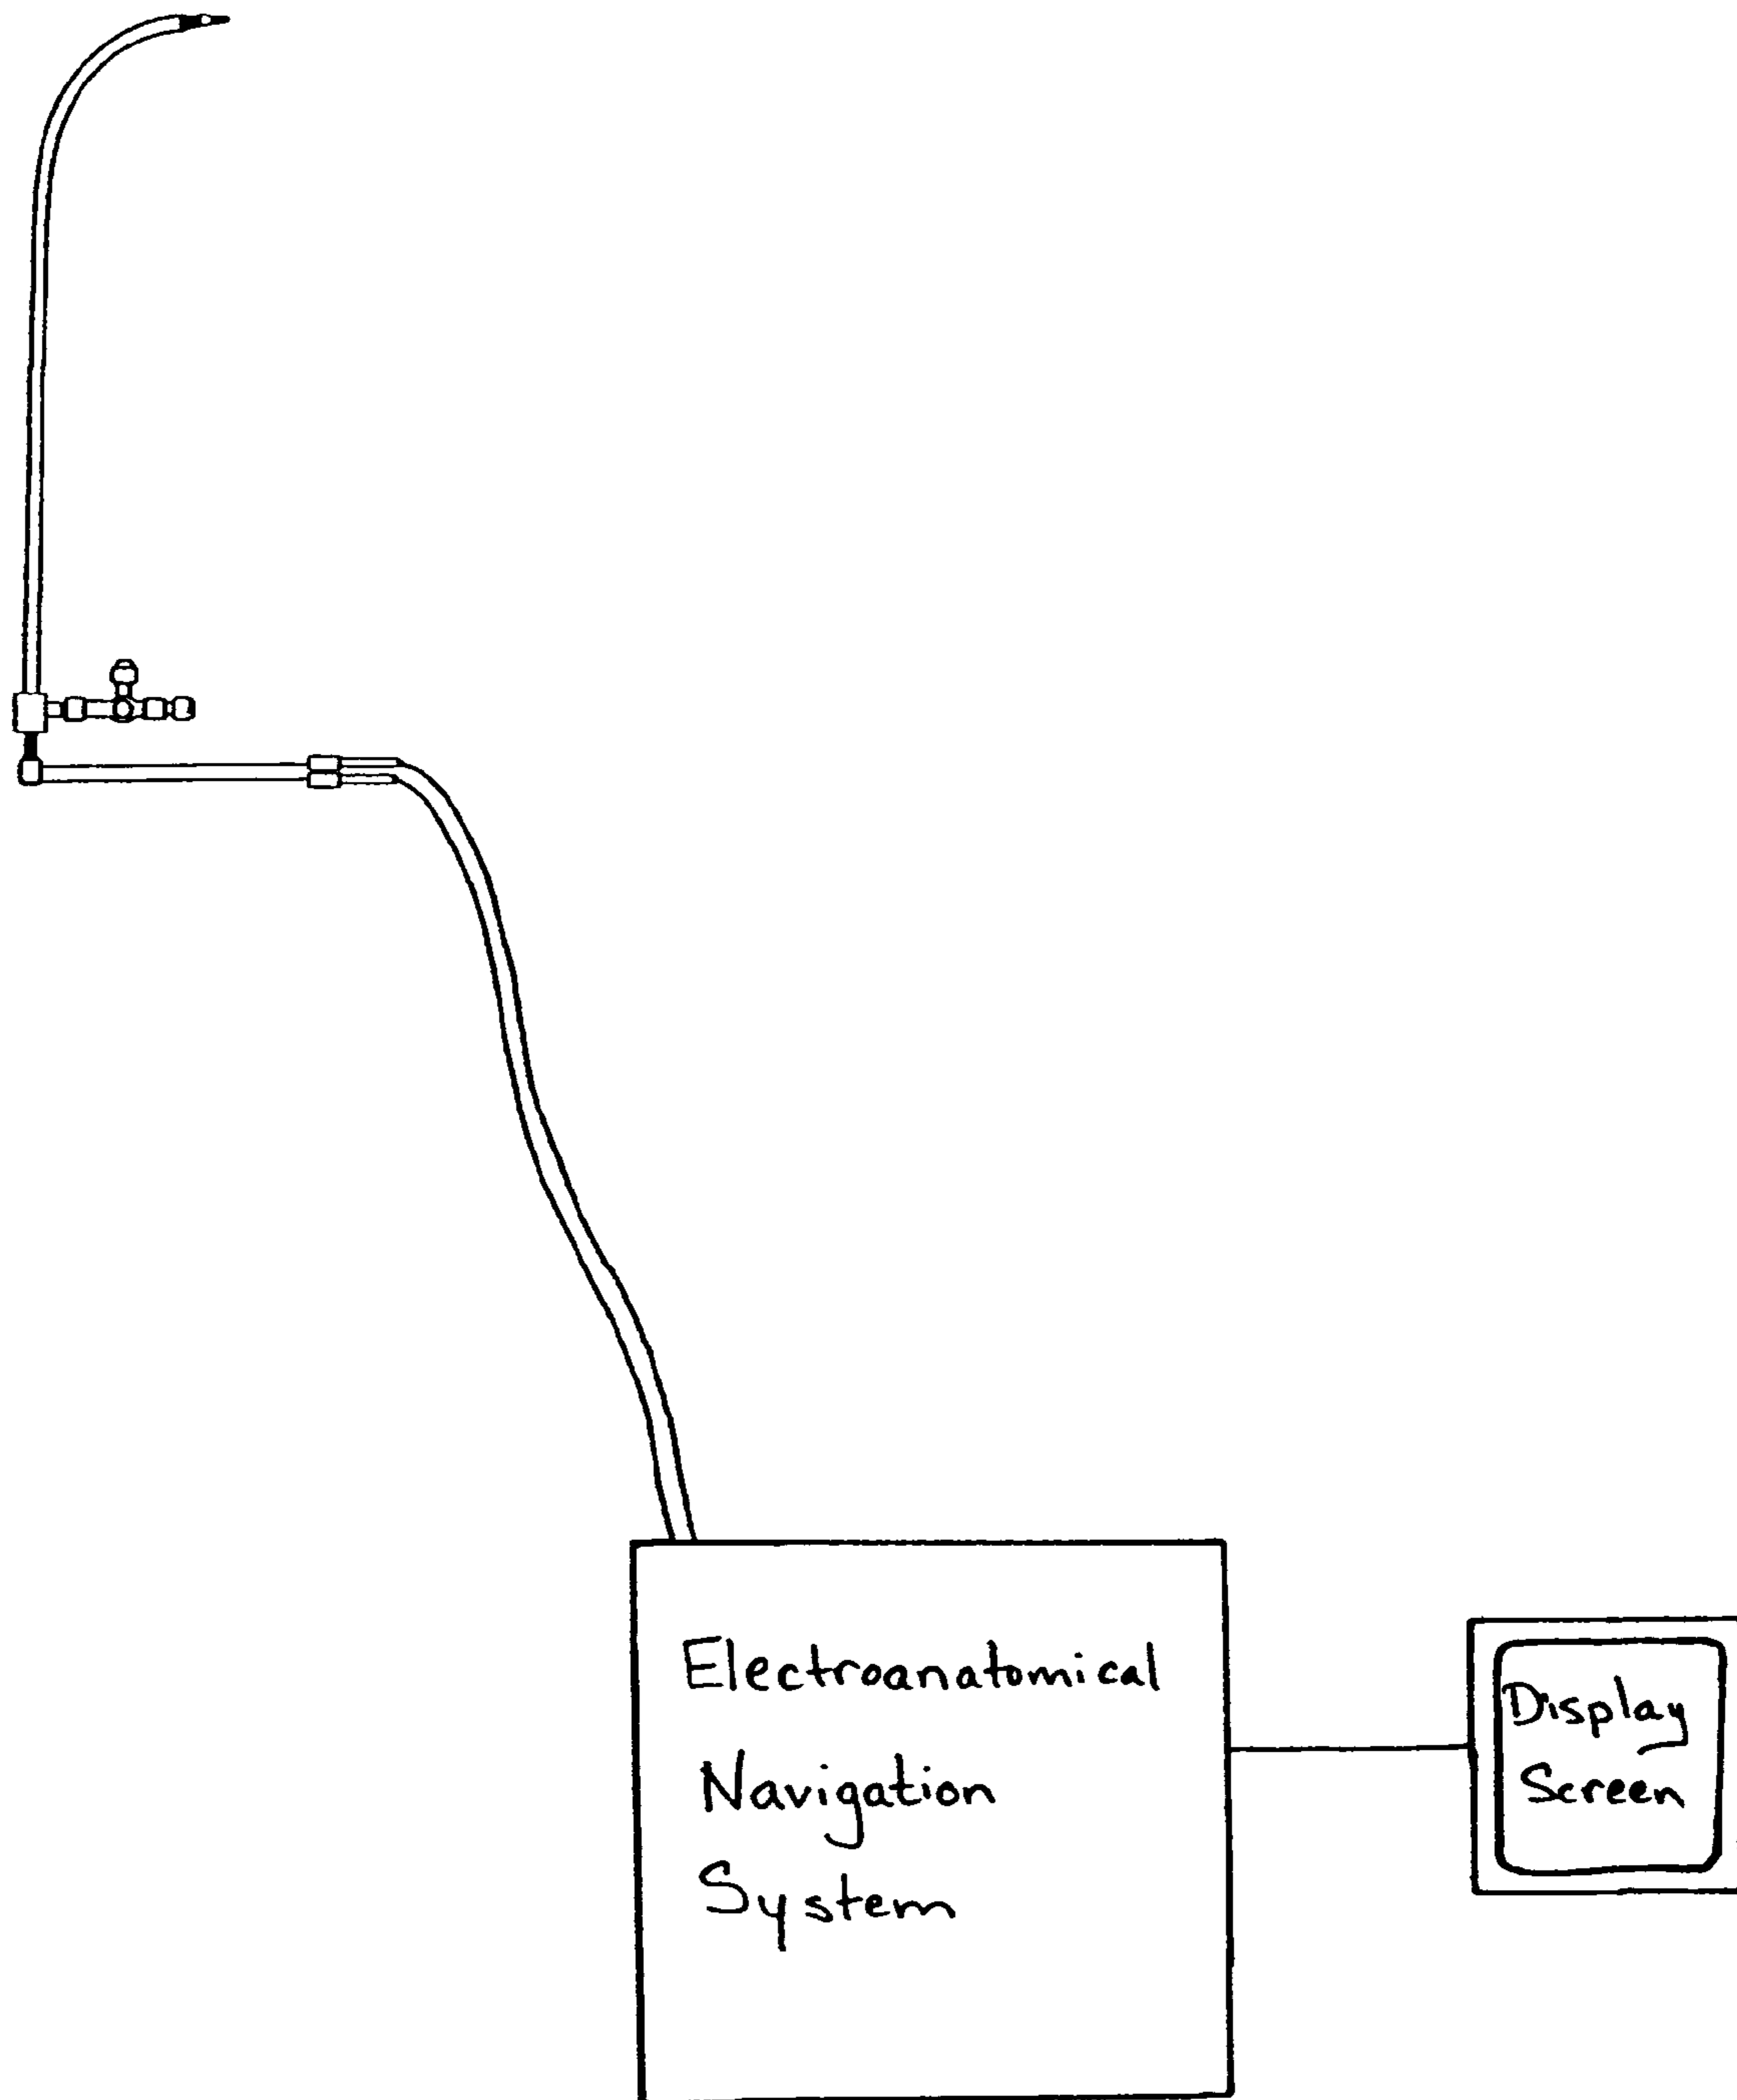 Electroanatomical
Navigation
System
Display
Screen